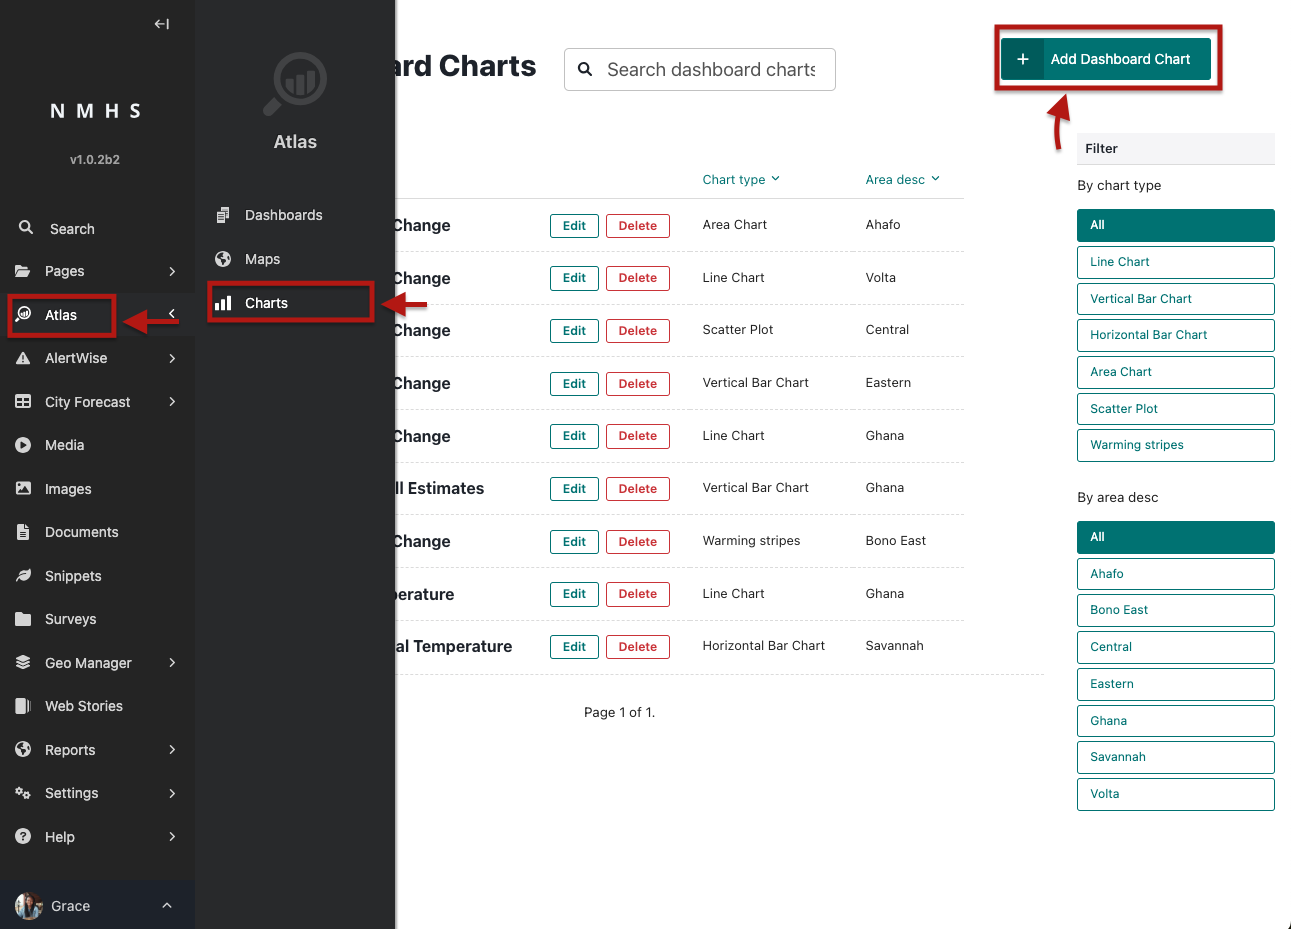 N M H S
v1.0.2b2
Search
Pages
Atlas
AlertWise
City Forecast
Media
Images
Documents
Snippets
Surveys
Geo Manager
Web Stories
Reports
Settings
Help
Grace
Atlas
Dashboards
Maps
Charts
ard Charts
Search dashboard charts
+ Add Dashboard Chart
Chart type Area desc
Change Edit Delete Area Chart Ahafo
Change Edit Delete Line Chart Volta
Change Edit Delete Scatter Plot Central
Change Edit Delete Vertical Bar Chart Eastern
Change Edit Delete Line Chart Ghana
ll Estimates Edit Delete Vertical Bar Chart Ghana
Change Edit Delete Warming stripes Bono East
perature Edit Delete Line Chart Ghana
al Temperature Edit Delete Horizontal Bar Chart Savannah
Page 1 of 1.
Filter
By chart type
All
Line Chart
Vertical Bar Chart
Horizontal Bar Chart
Area Chart
Scatter Plot
Warming stripes
By area desc
All
Ahafo
Bono East
Central
Eastern
Ghana
Savannah
Volta